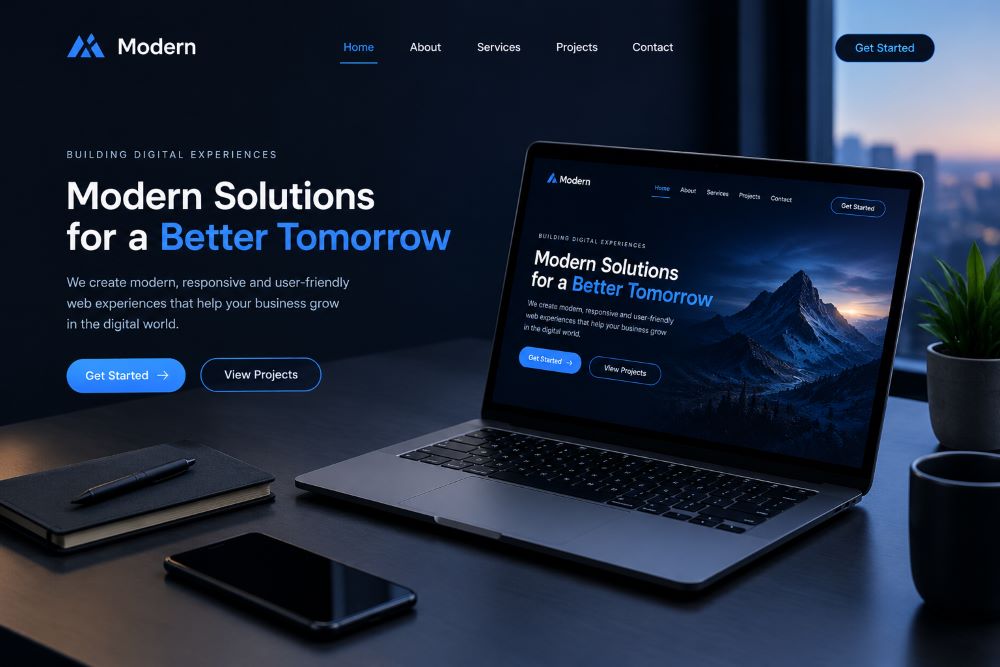 Modern
Home About Services Projects Contact
Get Started
BUILDING DIGITAL EXPERIENCES
Modern Solutions
for a Better Tomorrow
We create modern, responsive and user-friendly
web experiences that help your business grow
in the digital world.
Get Started →
View Projects
Modern
Home About Services Projects Contact
Get Started
BUILDING DIGITAL EXPERIENCES
Modern Solutions
for a Better Tomorrow
We create modern, responsive and user-friendly
web experiences that help your business grow
in the digital world.
Get Started →
View Projects